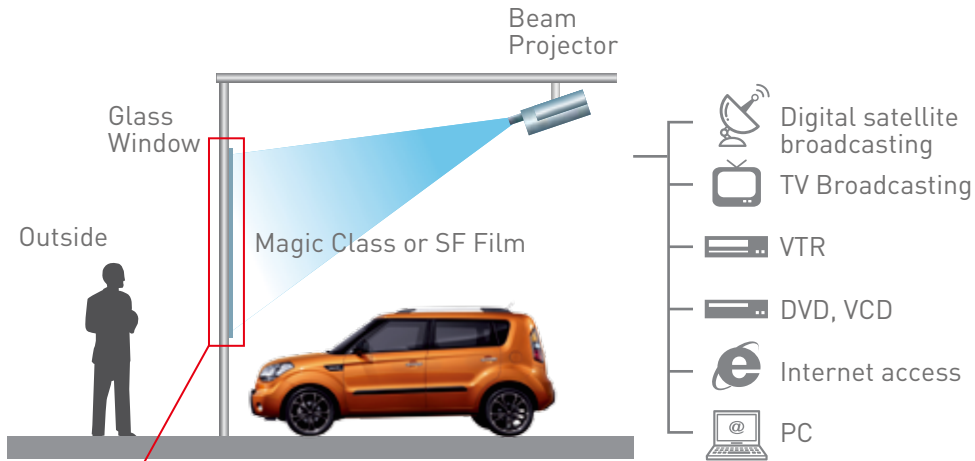 Beam
Projector
Glass
Window
Outside
Magic Class or SF Film
Digital satellite
broadcasting
TV Broadcasting
VTR
DVD, VCD
Internet access
@
PC